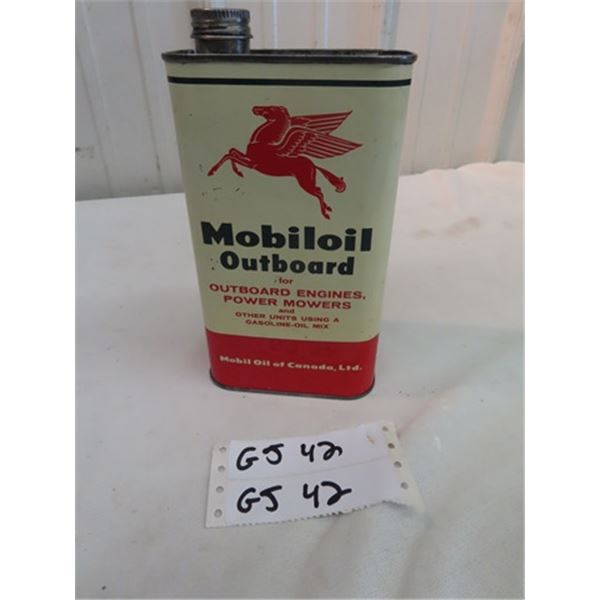 Mobiloil
Outboard
for
OUTBOARD ENGINES,
POWER MOWERS
and
OTHER UNITS USING A
GASOLINE-OIL MIX
Mobil Oil of Canada, Ltd.
GJ 42
GJ 42